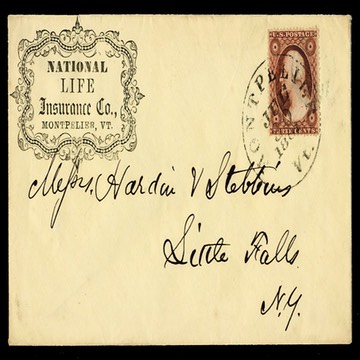 NATIONAL
LIFE
Insurance Co.,
MONTPELIER, VT.
U.S. POSTAGE
THREE CENTS
MONTPELIER
VT.
Messrs. Hardin & Stebbins
Little Falls
N.Y.